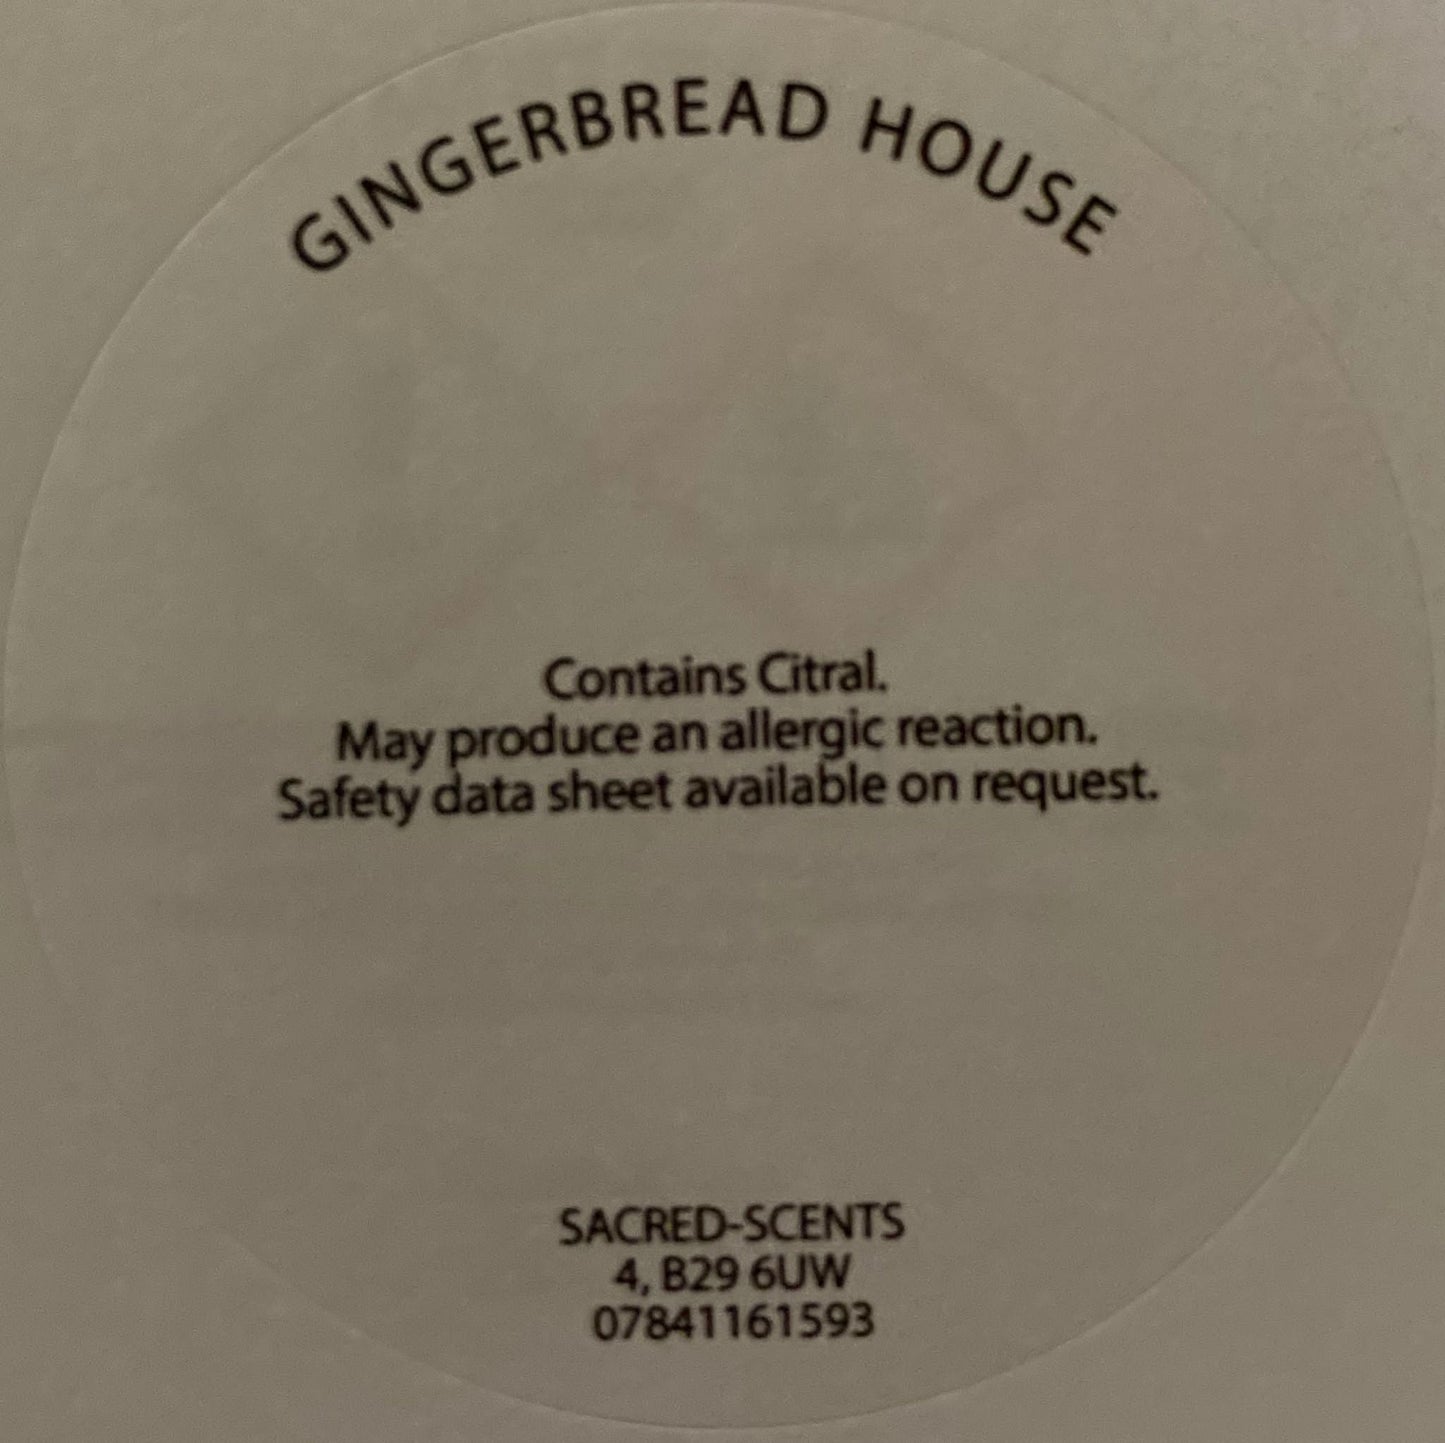 GINGERBREAD HOUSE
Contains Citral.
May produce an allergic reaction.
Safety data sheet available on request.
SACRED-SCENTS
4, B29 6UW
07841161593